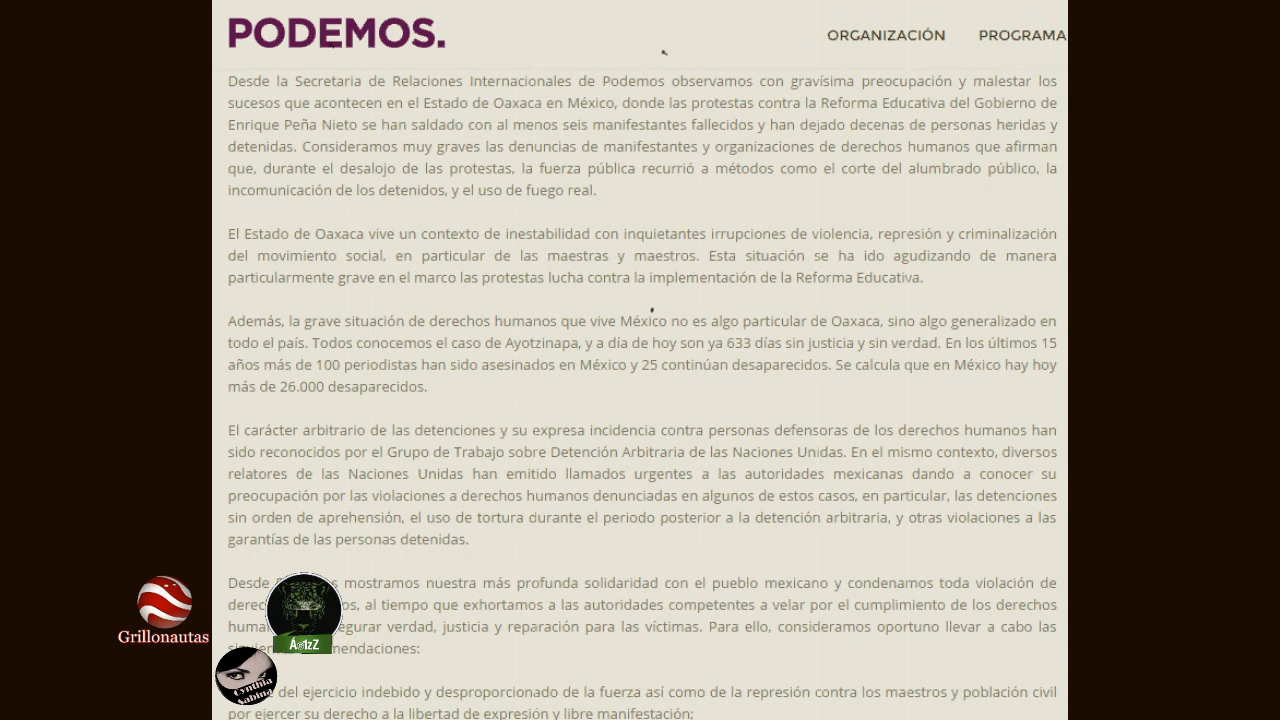 PODEMOS.
ORGANIZACIÓN PROGRAMA
Desde la Secretaria de Relaciones Internacionales de Podemos observamos con gravísima preocupación y malestar los
sucesos que acontecen en el Estado de Oaxaca en México, donde las protestas contra la Reforma Educativa del Gobierno de
Enrique Peña Nieto se han saldado con al menos seis manifestantes fallecidos y han dejado decenas de personas heridas y
detenidas. Consideramos muy graves las denuncias de manifestantes y organizaciones de derechos humanos que afirman
que, durante el desalojo de las protestas, la fuerza pública recurrió a métodos como el corte del alumbrado público, la
incomunicación de los detenidos, y el uso de fuego real.
El Estado de Oaxaca vive un contexto de inestabilidad con inquietantes irrupciones de violencia, represión y criminalización
del movimiento social, en particular de las maestras y maestros. Esta situación se ha ido agudizando de manera
particularmente grave en el marco las protestas lucha contra la implementación de la Reforma Educativa.
Además, la grave situación de derechos humanos que vive México no es algo particular de Oaxaca, sino algo generalizado en
todo el país. Todos conocemos el caso de Ayotzinapa, y a día de hoy son ya 633 días sin justicia y sin verdad. En los últimos 15
años más de 100 periodistas han sido asesinados en México y 25 continúan desaparecidos. Se calcula que en México hay hoy
más de 26.000 desaparecidos.
El carácter arbitrario de las detenciones y su expresa incidencia contra personas defensoras de los derechos humanos han
sido reconocidos por el Grupo de Trabajo sobre Detención Arbitraria de las Naciones Unidas. En el mismo contexto, diversos
relatores de las Naciones Unidas han emitido llamados urgentes a las autoridades mexicanas dando a conocer su
preocupación por las violaciones a derechos humanos denunciadas en algunos de estos casos, en particular, las detenciones
sin orden de aprehensión, el uso de tortura durante el periodo posterior a la detención arbitraria, y otras violaciones a las
garantías de las personas detenidas.
Desde mostramos nuestra más profunda solidaridad con el pueblo mexicano y condenamos toda violación de
al tiempo que exhortamos a las autoridades competentes a velar por el cumplimiento de los derechos
verdad, justicia y reparación para las víctimas. Para ello, consideramos oportuno llevar a cabo las
del ejercicio indebido y desproporcionado de la fuerza así como de la represión contra los maestros y población civil
por ejercer su derecho a la libertad de expresión y libre manifestación;
Grillonautas
Á@IzZ
Cynthia
Sabina